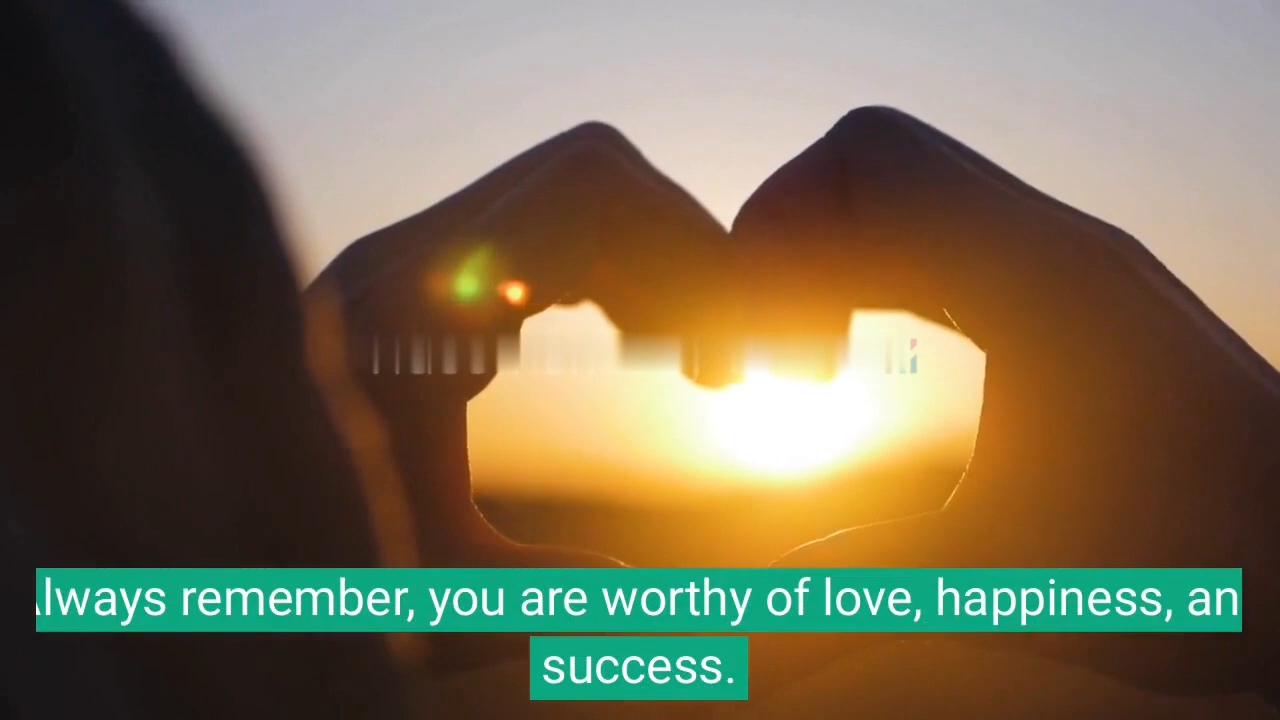 lways remember, you are worthy of love, happiness, an
success.